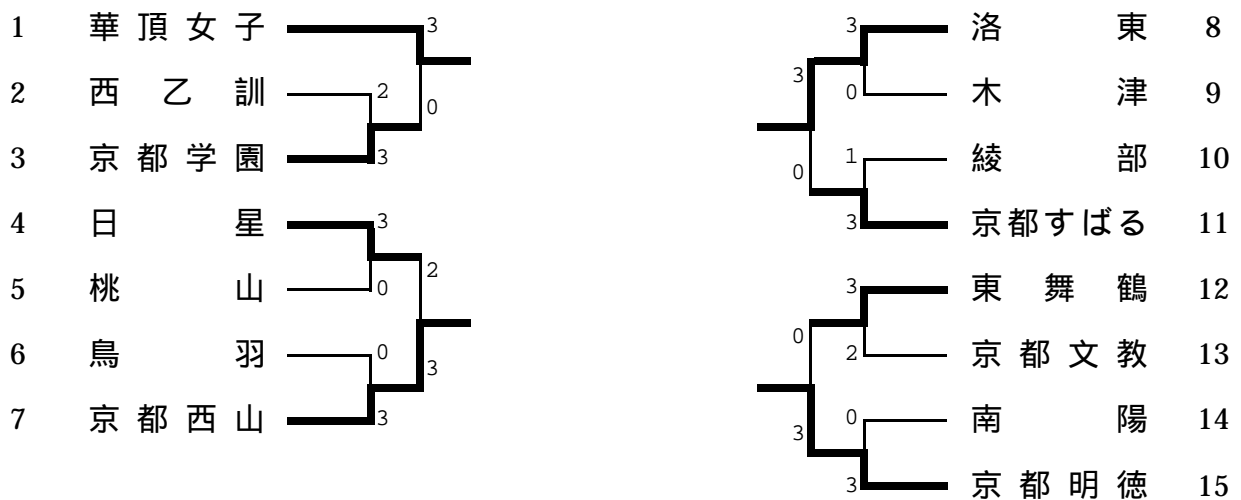 1 華頂女子 3
2 西乙訓 2 0
3 京都学園 3
4 日星 3
5 桃山 0 2
6 鳥羽 0 3
7 京都西山 3
3 洛東 8
3 0 木津 9
0 1 綾部 10
3 京都すばる 11
3 東舞鶴 12
0 2 京都文教 13
3 0 南陽 14
3 京都明徳 15